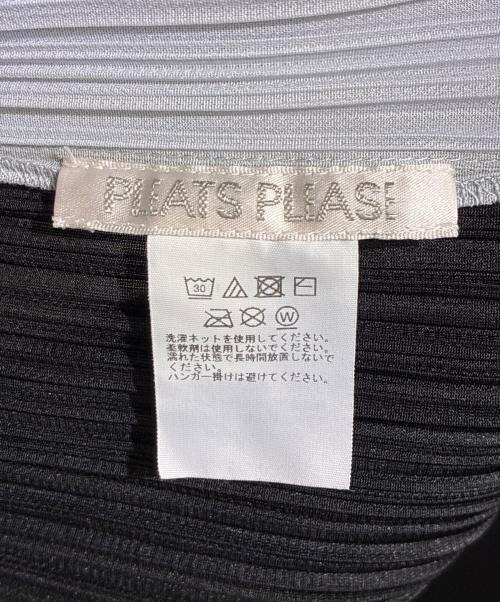 PLEATS PLEASE
30
W
洗濯ネットを使用してください。
柔軟剤は使用しないでください。
濡れた状態で長時間放置しないで
ください。
ハンガー掛けは避けてください。